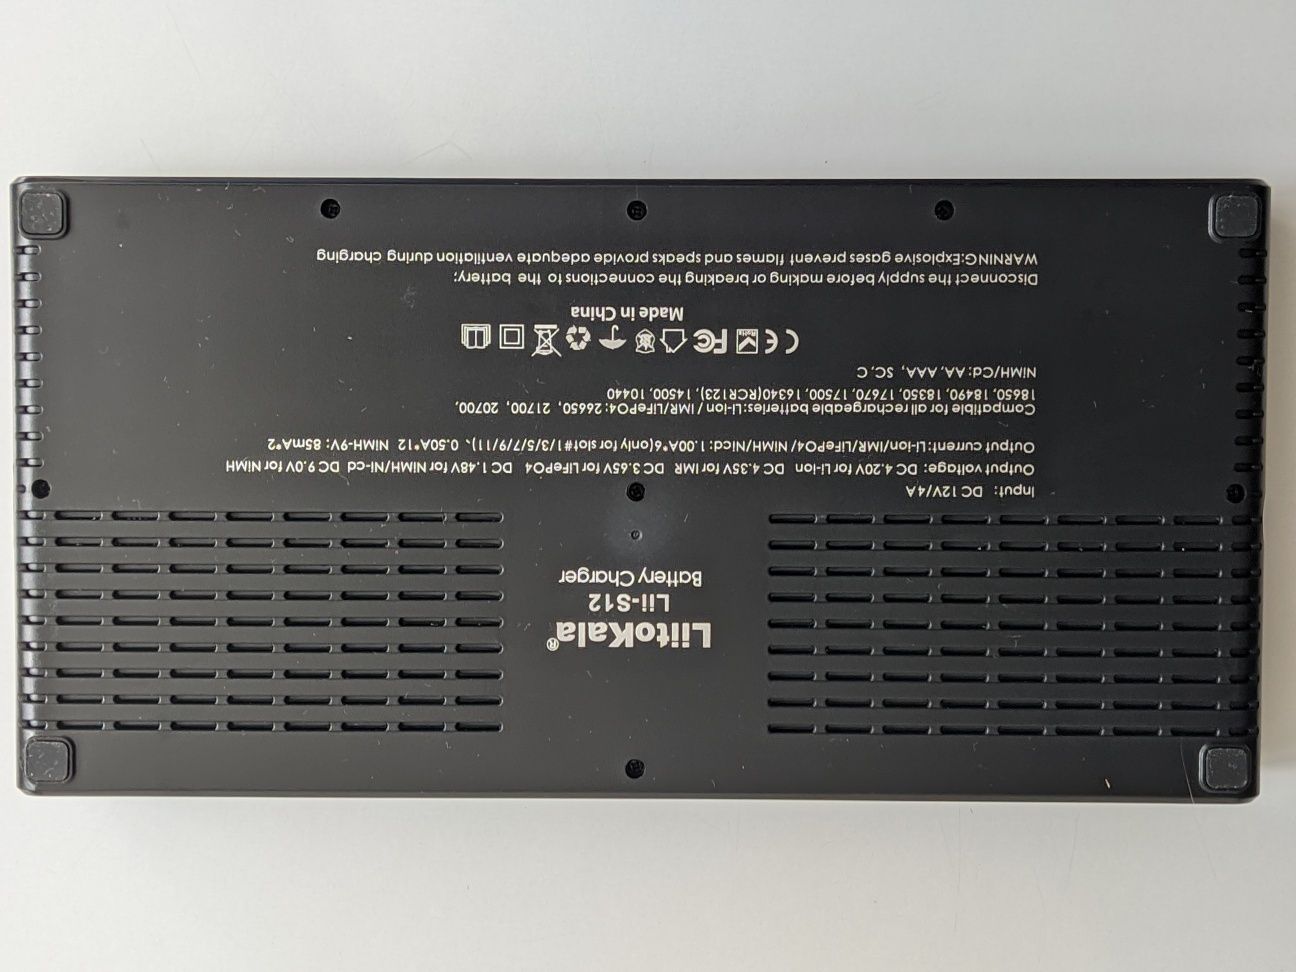 LiitoKala®
Lii-S12
Battery Charger
Input: DC 12V/4A
Output voltage: DC 4.20V for Li-ion DC 4.35V for IMR DC 3.65V for LiFePO4 DC 1.48V for NiMH/Ni-cd DC 9.0V for NiMH
Output current: Li-ion/IMR/LiFePO4/ NiMH/Nicd: 1.00A*6(only for slot#1/3/5/7/9/11)、0.50A*12 NiMH-9V: 85mA*2
Compatible for all rechargeable batteries:Li-ion / IMR/LiFePO4: 26650, 21700, 20700,
18650, 18490, 18350, 17670, 17500, 16340(RCR123), 14500, 10440
NiMH/Cd: AA, AAA, SC, C
CE RoHS FC
Made in China
Disconnect the supply before making or breaking the connections to the battery;
WARNING:Explosive gases prevent flames and speaks provide adequate ventilation during charging